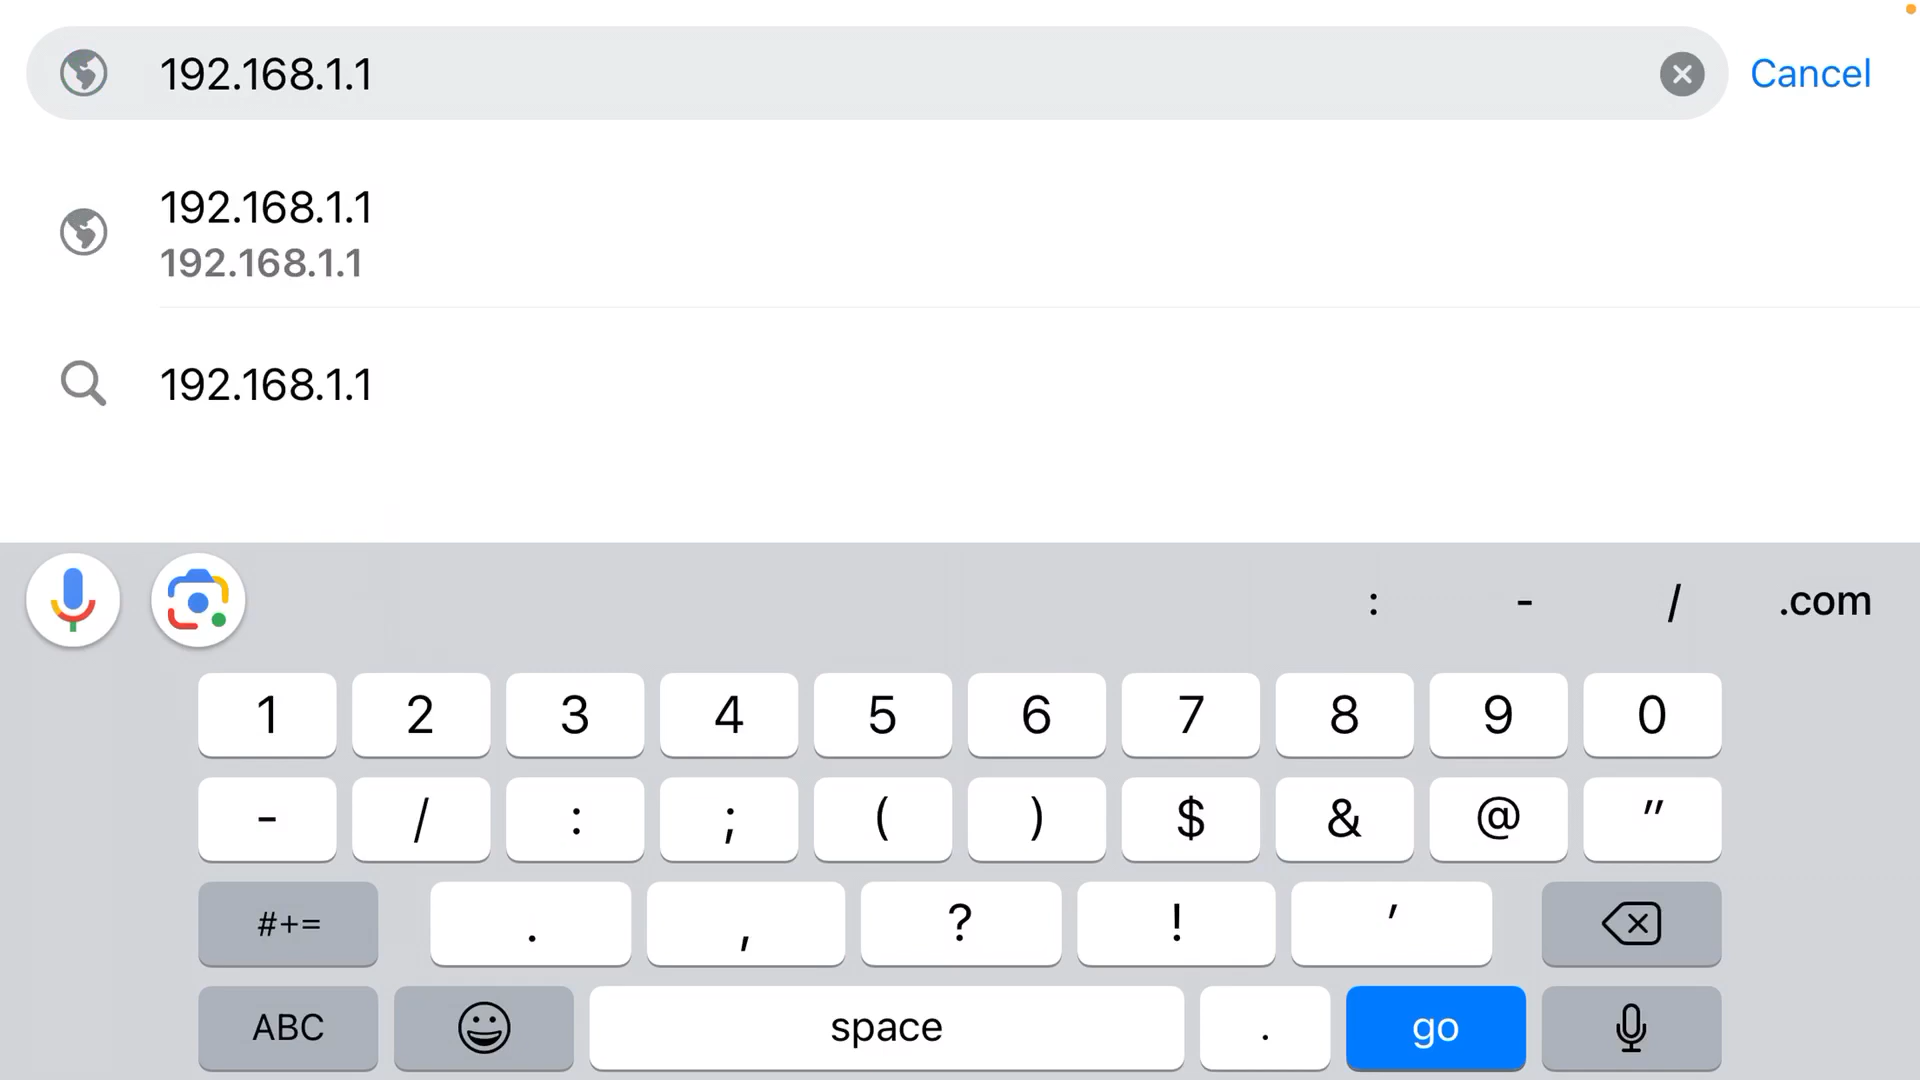 192.168.1.1
Cancel
192.168.1.1
192.168.1.1
192.168.1.1
: - / .com
1 2 3 4 5 6 7 8 9 0
- / : ; ( ) $ & @ "
#+= . , ? ! '
ABC space . go